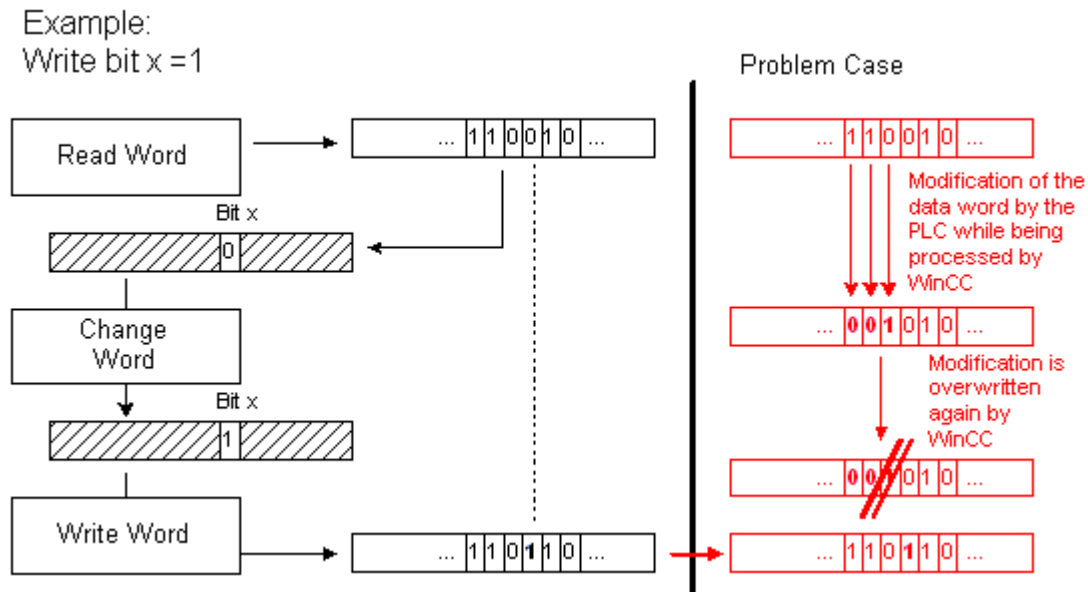 Example:
Write bit x =1
Problem Case
Read Word
... 1 1 0 0 1 0 ...
Bit x
0
Change
Word
Bit x
1
Write Word
... 1 1 0 1 1 0 ...
... 1 1 0 0 1 0 ...
Modification of the
data word by the
PLC while being
processed by
WinCC
... 0 0 1 0 1 0 ...
Modification is
overwritten
again by
WinCC
... 0 0 0 1 0 ...
... 1 1 0 1 1 0 ...